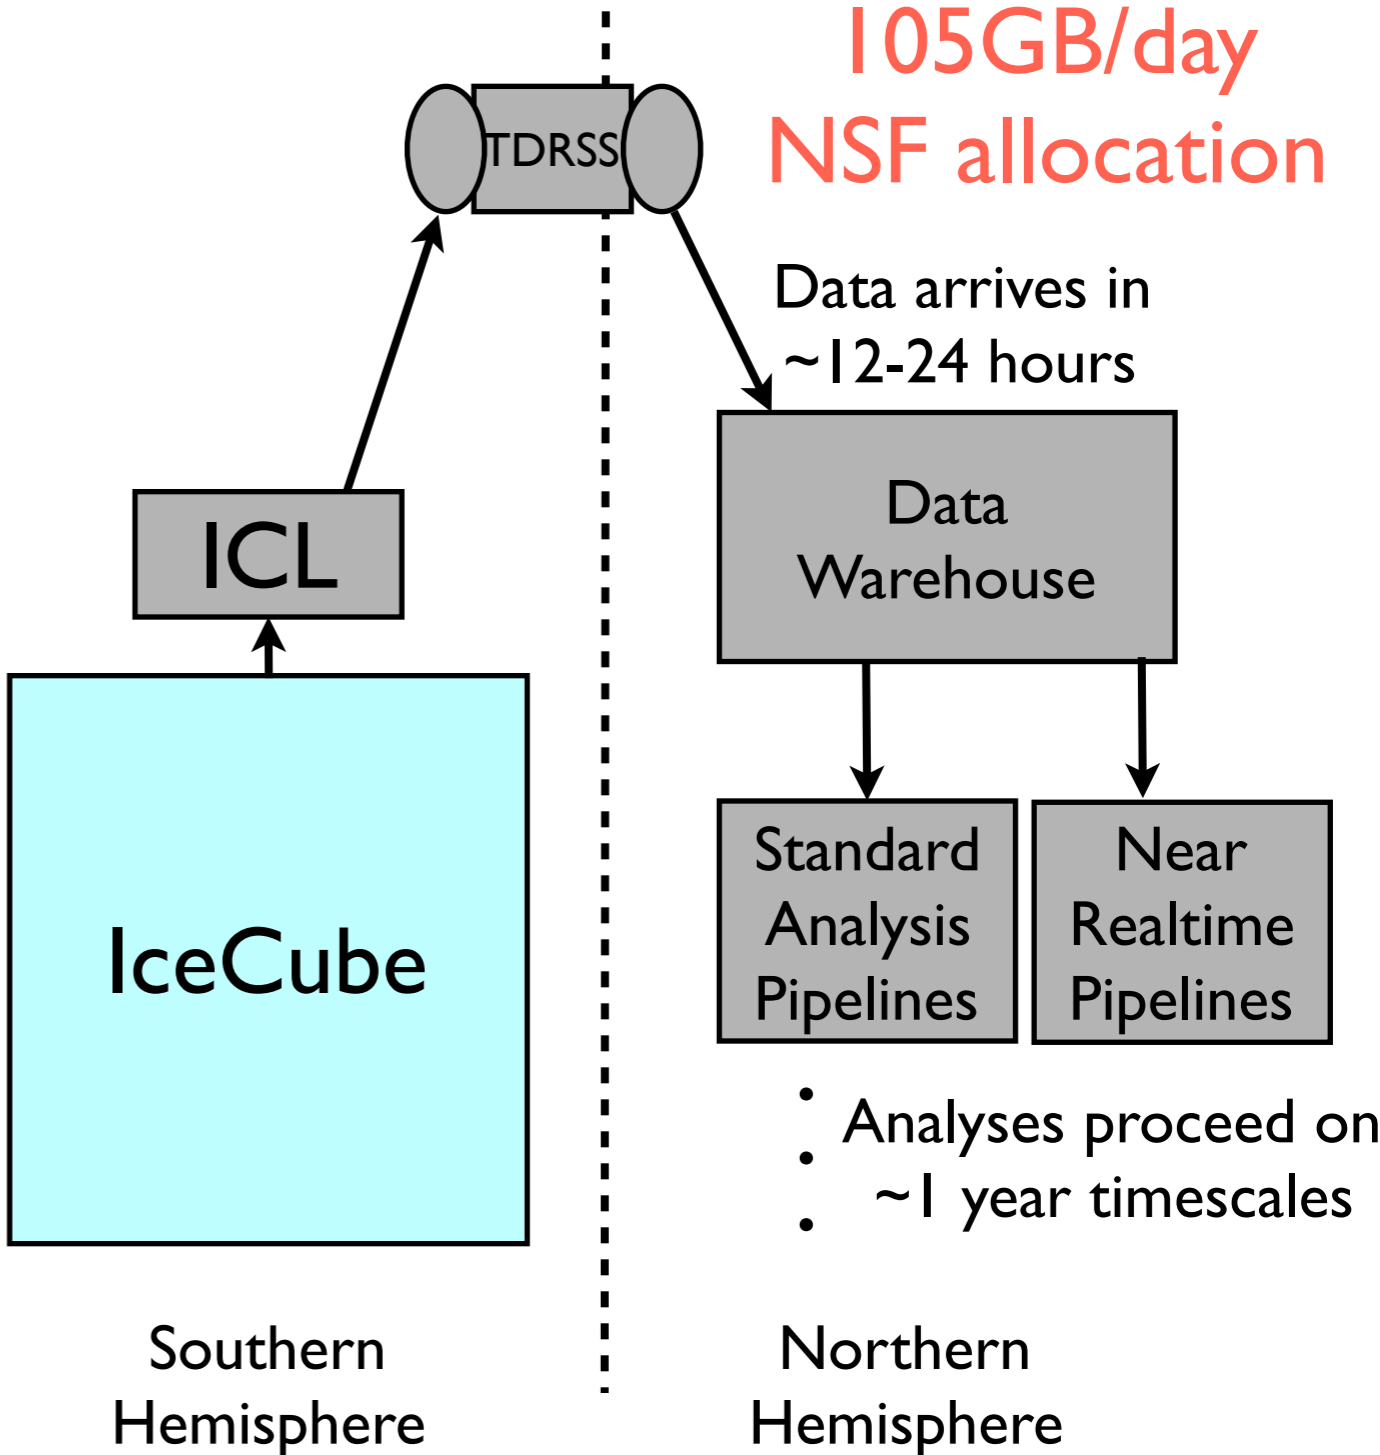 105GB/day
NSF allocation
TDRSS
Data arrives in
~12-24 hours
ICL
Data
Warehouse
IceCube
Standard
Analysis
Pipelines
Near
Realtime
Pipelines
Analyses proceed on
~1 year timescales
Southern
Hemisphere
Northern
Hemisphere